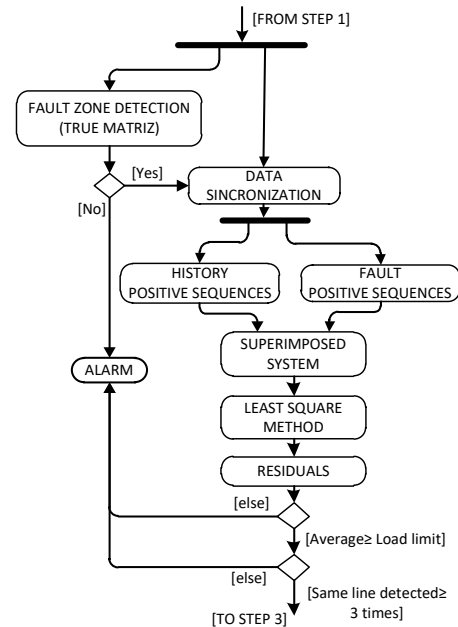 [FROM STEP 1]
FAULT ZONE DETECTION
(TRUE MATRIZ)
[Yes]
[No]
DATA
SINCRONIZATION
HISTORY
POSITIVE SEQUENCES
FAULT
POSITIVE SEQUENCES
SUPERIMPOSED
SYSTEM
ALARM
LEAST SQUARE
METHOD
RESIDUALS
[else]
[Average≥ Load limit]
[else]
[Same line detected≥
3 times]
[TO STEP 3]